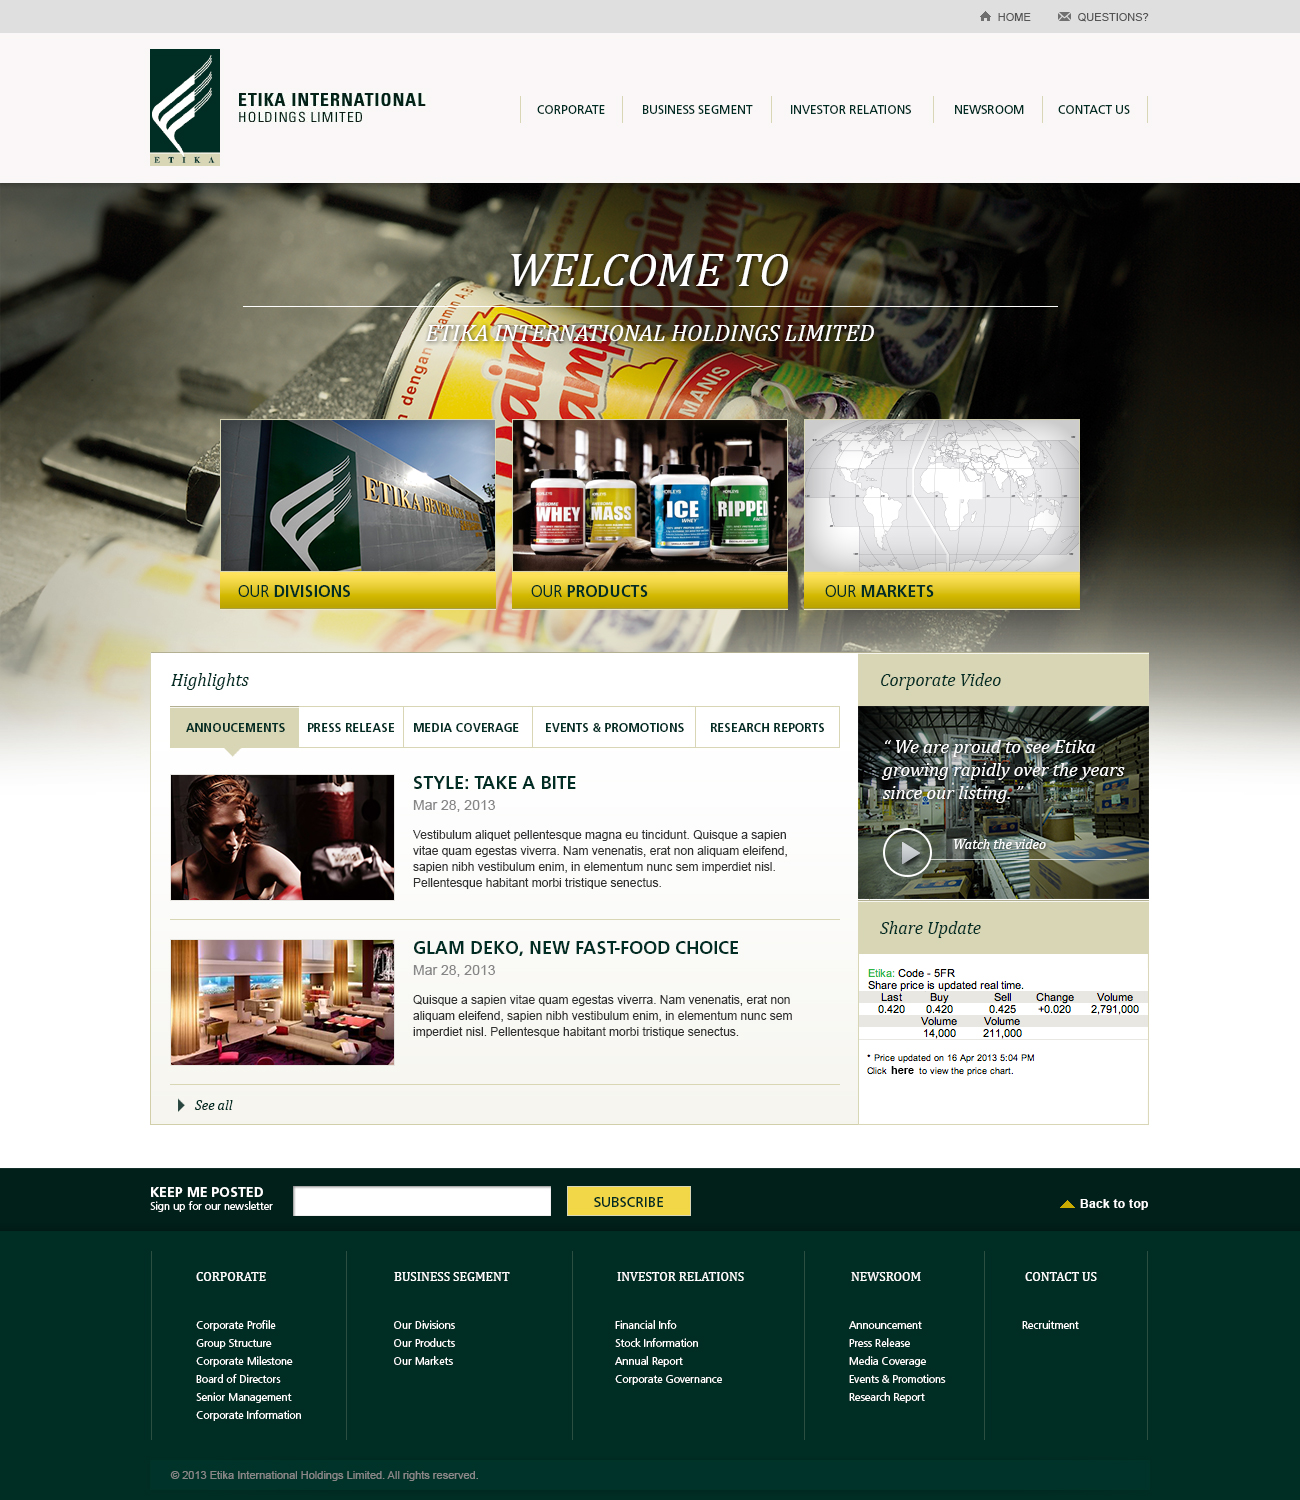 HOME
QUESTIONS?
ETIKA
ETIKA INTERNATIONAL
HOLDINGS LIMITED
CORPORATE
BUSINESS SEGMENT
INVESTOR RELATIONS
NEWSROOM
CONTACT US
WELCOME TO
ETIKA INTERNATIONAL HOLDINGS LIMITED
dengan
MANIS
ETIKA BEVERAGES
HORLEYS
AWESOME
WHEY
HORLEYS
AWESOME
MASS
HORLEYS
ICE
WHEY
HORLEYS
RIPPED
FACTORS
OUR DIVISIONS
OUR PRODUCTS
OUR MARKETS
Highlights
ANNOUCEMENTS
PRESS RELEASE
MEDIA COVERAGE
EVENTS & PROMOTIONS
RESEARCH REPORTS
STYLE: TAKE A BITE
Mar 28, 2013
Vestibulum aliquet pellentesque magna eu tincidunt. Quisque a sapien
vitae quam egestas viverra. Nam venenatis, erat non aliquam eleifend,
sapien nibh vestibulum enim, in elementum nunc sem imperdiet nisl.
Pellentesque habitant morbi tristique senectus.
GLAM DEKO, NEW FAST-FOOD CHOICE
Mar 28, 2013
Quisque a sapien vitae quam egestas viverra. Nam venenatis, erat non
aliquam eleifend, sapien nibh vestibulum enim, in elementum nunc sem
imperdiet nisl. Pellentesque habitant morbi tristique senectus.
See all
Corporate Video
“ We are proud to see Etika
growing rapidly over the years
since our listing. ”
Watch the video
Share Update
Etika: Code - 5FR
Share price is updated real time.
Last Buy Sell Change Volume
0.420 0.420 0.425 +0.020 2,791,000
Volume Volume
14,000 211,000
* Price updated on 16 Apr 2013 5:04 PM
Click here to view the price chart.
KEEP ME POSTED
Sign up for our newsletter
SUBSCRIBE
Back to top
CORPORATE
Corporate Profile
Group Structure
Corporate Milestone
Board of Directors
Senior Management
Corporate Information
BUSINESS SEGMENT
Our Divisions
Our Products
Our Markets
INVESTOR RELATIONS
Financial Info
Stock Information
Annual Report
Corporate Governance
NEWSROOM
Announcement
Press Release
Media Coverage
Events & Promotions
Research Report
CONTACT US
Recruitment
© 2013 Etika International Holdings Limited. All rights reserved.